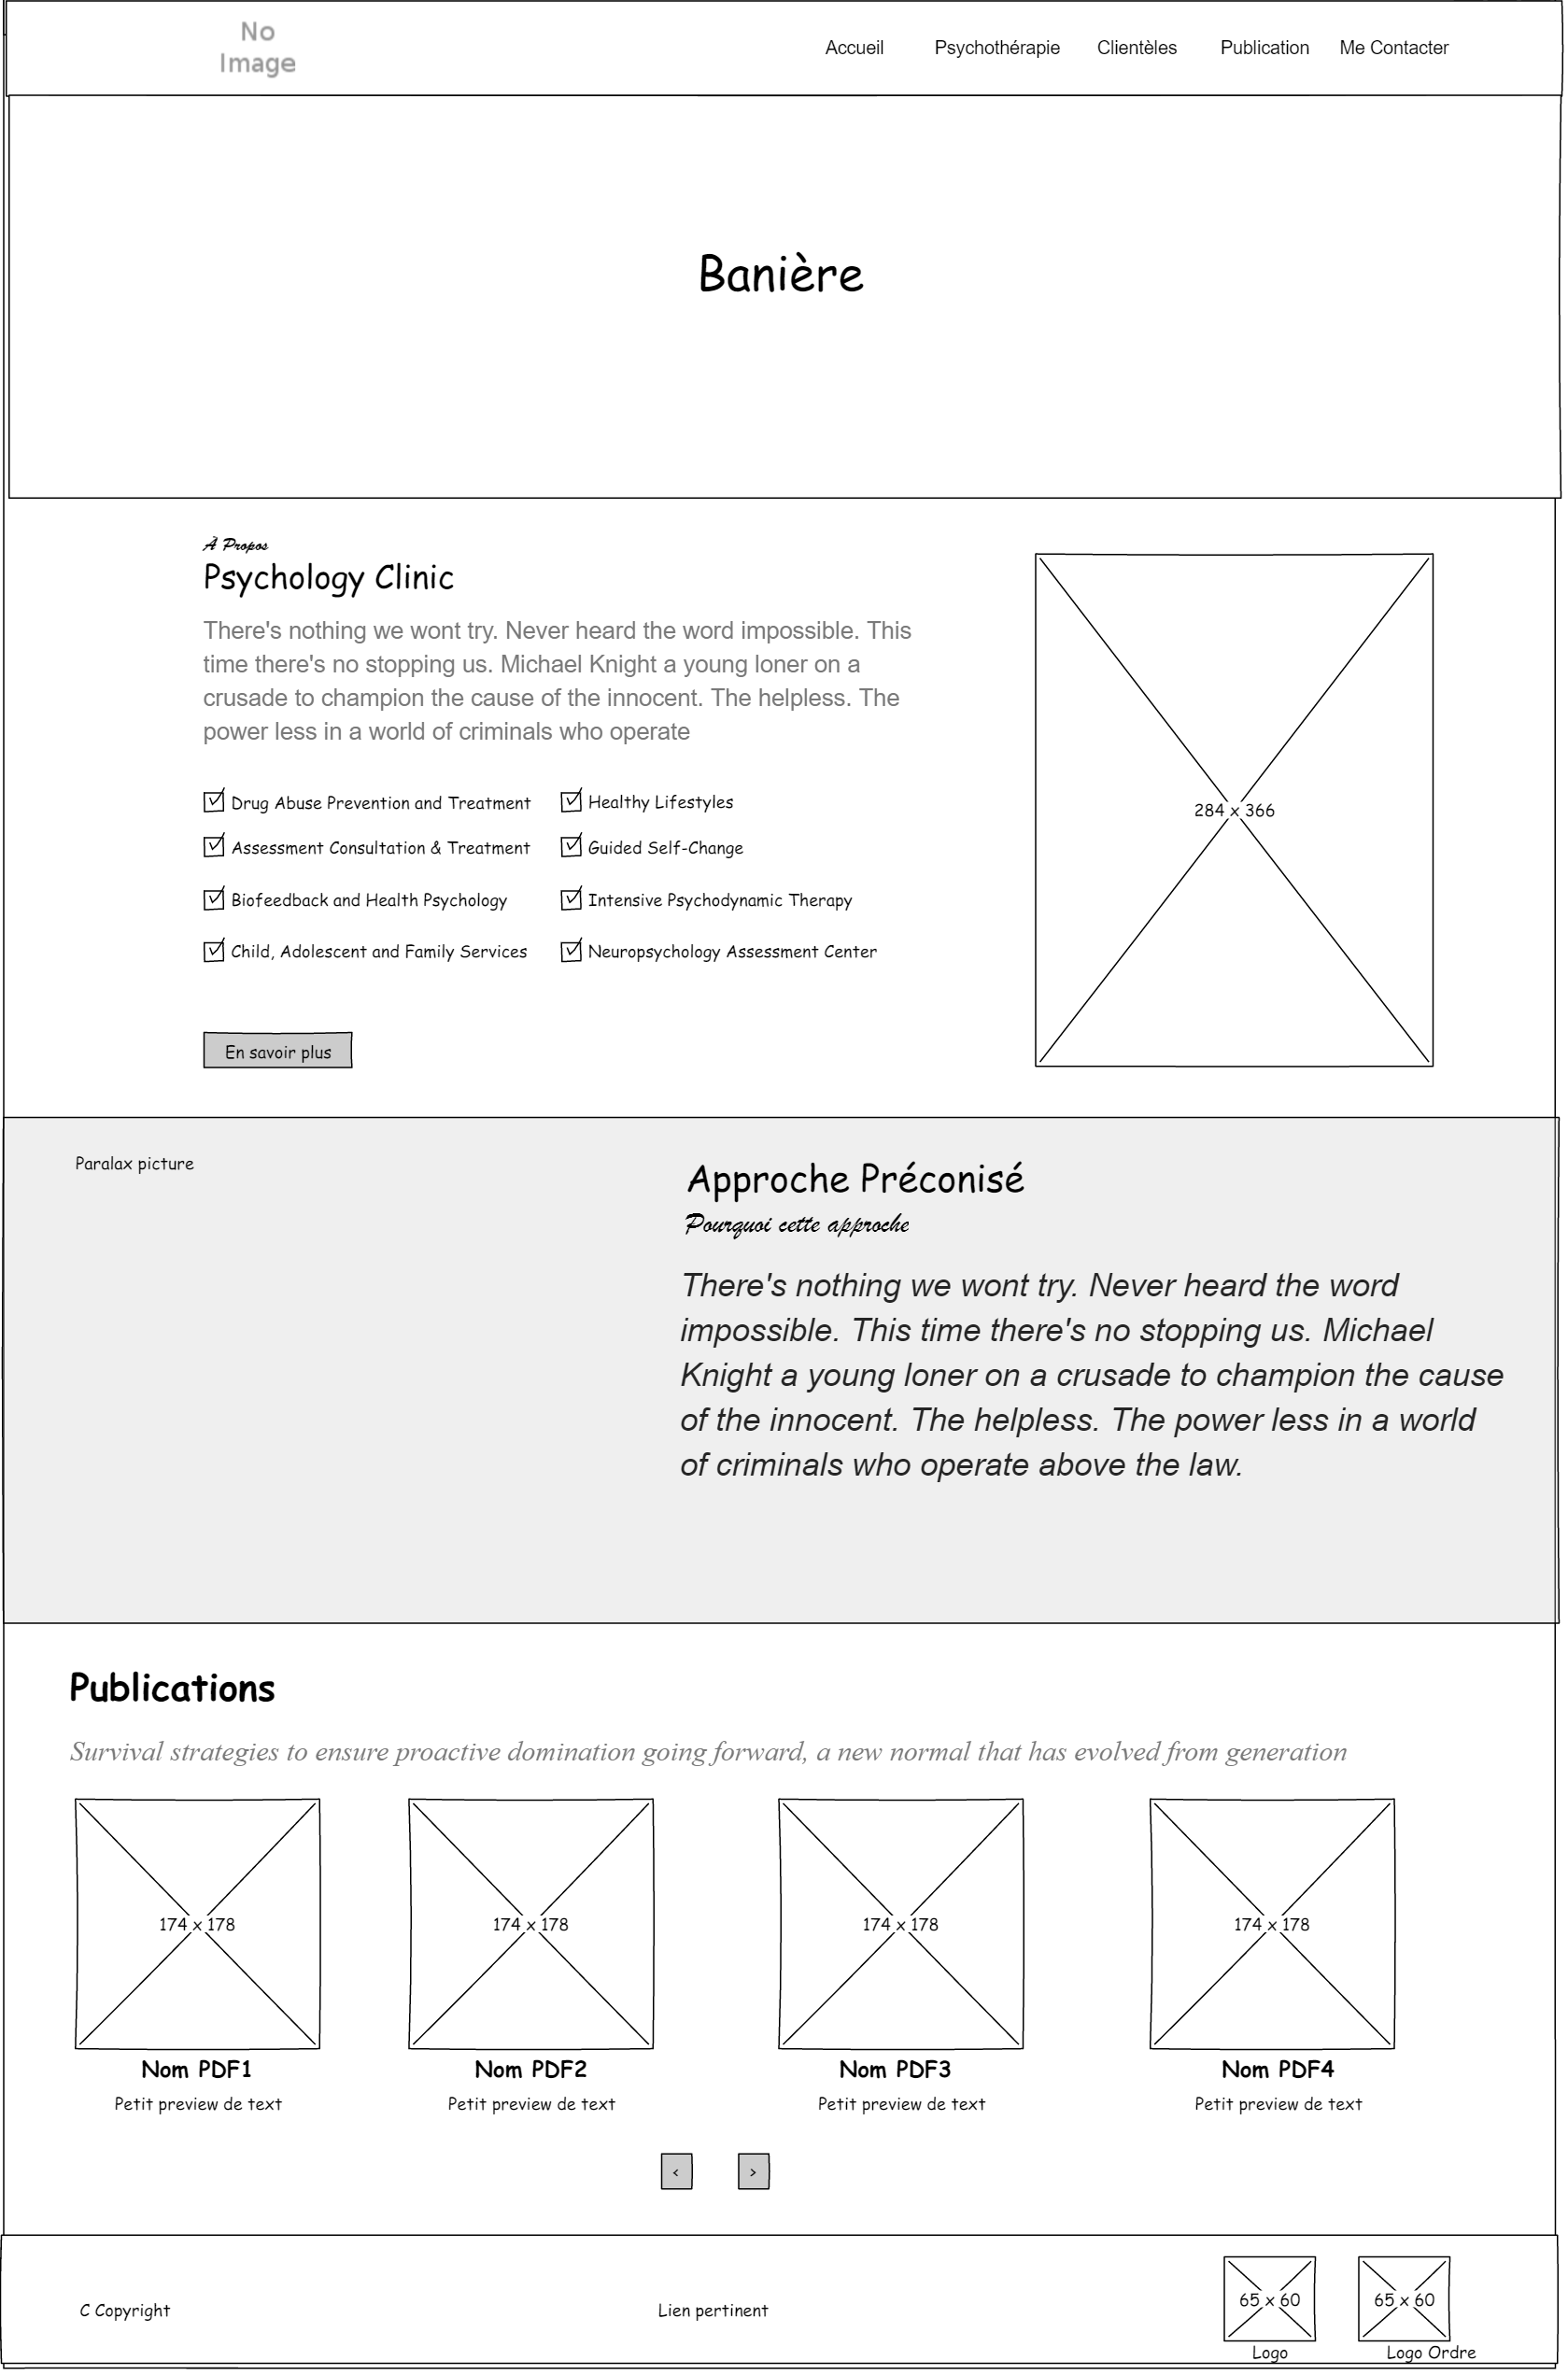 No
Image
Accueil Psychothérapie Clientèles Publication Me Contacter
Banière
À Propos
Psychology Clinic
There's nothing we wont try. Never heard the word impossible. This
time there's no stopping us. Michael Knight a young loner on a
crusade to champion the cause of the innocent. The helpless. The
power less in a world of criminals who operate
Drug Abuse Prevention and Treatment Healthy Lifestyles
Assessment Consultation & Treatment Guided Self-Change
Biofeedback and Health Psychology Intensive Psychodynamic Therapy
Child, Adolescent and Family Services Neuropsychology Assessment Center
284 x 366
En savoir plus
Paralax picture
Approche Préconisé
Pourquoi cette approche
There's nothing we wont try. Never heard the word
impossible. This time there's no stopping us. Michael
Knight a young loner on a crusade to champion the cause
of the innocent. The helpless. The power less in a world
of criminals who operate above the law.
Publications
Survival strategies to ensure proactive domination going forward, a new normal that has evolved from generation
174 x 178 174 x 178 174 x 178 174 x 178
Nom PDF1 Nom PDF2 Nom PDF3 Nom PDF4
Petit preview de text Petit preview de text Petit preview de text Petit preview de text
< >
65 x 60 65 x 60
C Copyright Lien pertinent
Logo Logo Ordre